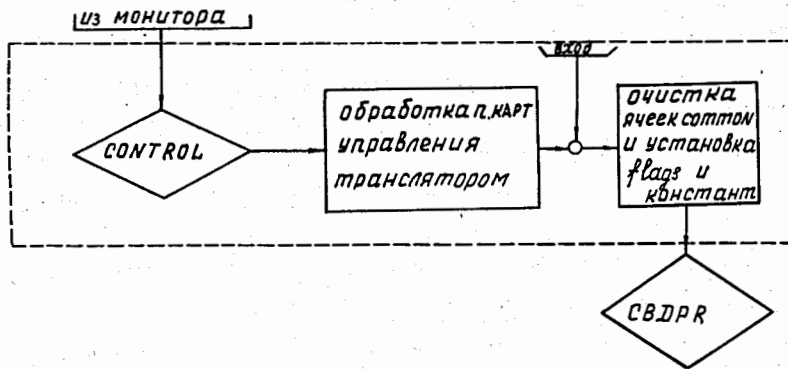 из монитора
вход
CONTROL
обработка п.карт
управления
транслятором
очистка
ячеек common
и установка
flags и
констант
CBDPR